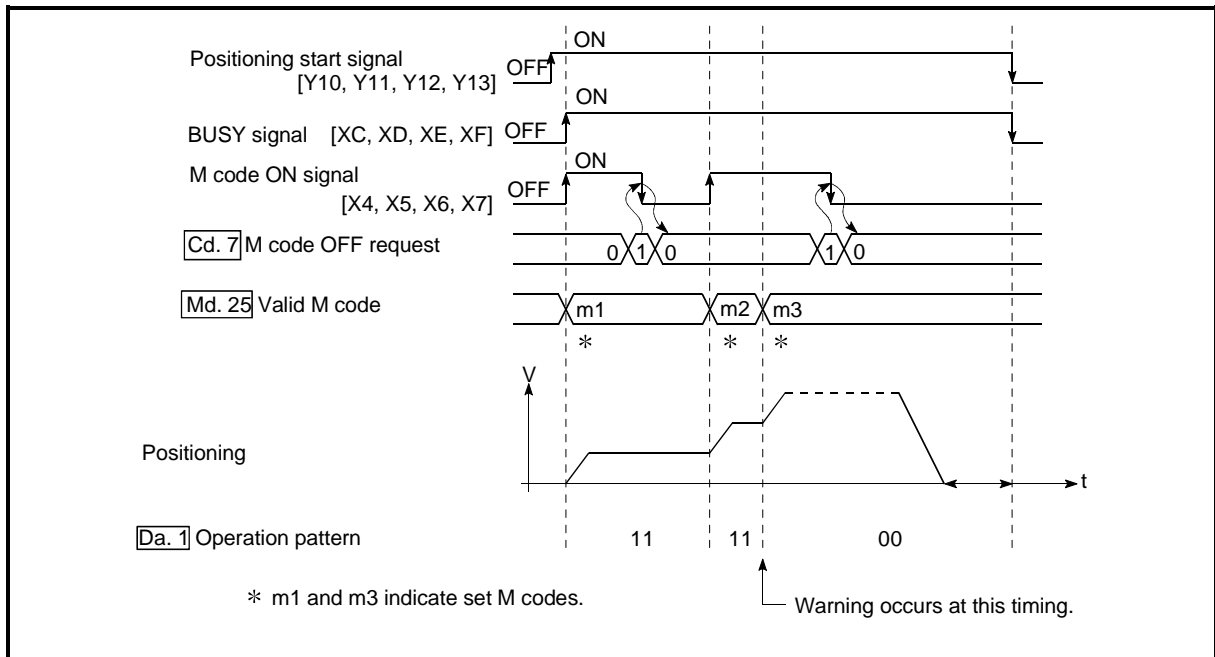 Positioning start signal
[Y10, Y11, Y12, Y13]
OFF
ON
BUSY signal [XC, XD, XE, XF]
OFF
ON
M code ON signal
[X4, X5, X6, X7]
OFF
ON
Cd. 7 M code OFF request
0 1 0
1 0
Md. 25 Valid M code
m1
m2
m3
* * *
V
Positioning
t
Da. 1 Operation pattern
11
11
00
* m1 and m3 indicate set M codes.
Warning occurs at this timing.